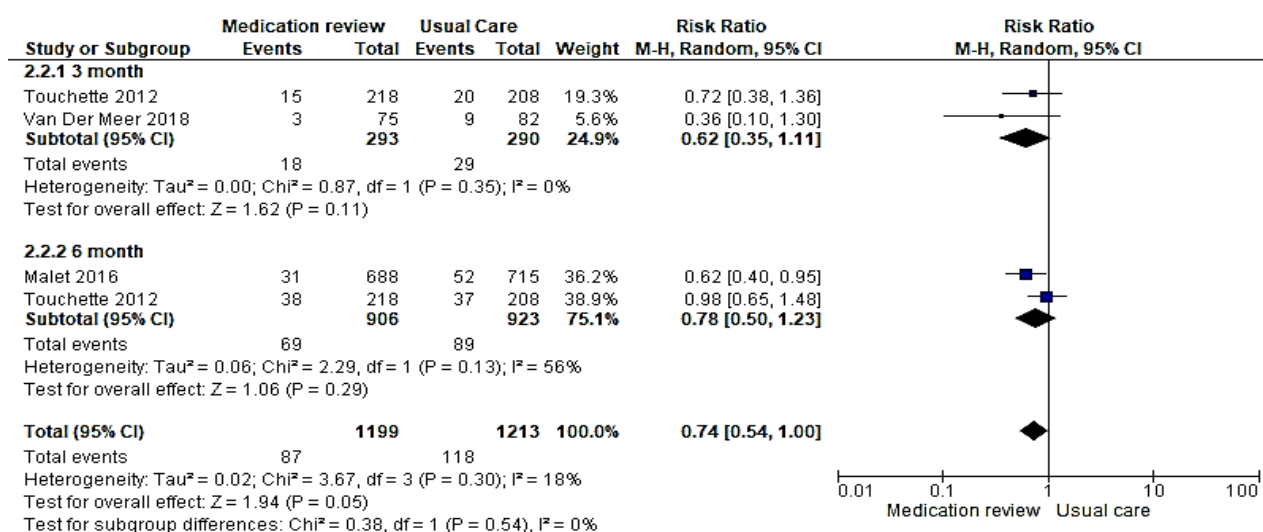 Medication review Usual Care Risk Ratio Risk Ratio
Study or Subgroup Events Total Events Total Weight M-H, Random, 95% CI M-H, Random, 95% CI
2.2.1 3 month
Touchette 2012 15 218 20 208 19.3% 0.72 [0.38, 1.36]
Van Der Meer 2018 3 75 9 82 5.6% 0.36 [0.10, 1.30]
Subtotal (95% CI) 293 290 24.9% 0.62 [0.35, 1.11]
Total events 18 29
Heterogeneity: Tau² = 0.00; Chi² = 0.87, df = 1 (P = 0.35); I² = 0%
Test for overall effect: Z = 1.62 (P = 0.11)
2.2.2 6 month
Malet 2016 31 688 52 715 36.2% 0.62 [0.40, 0.95]
Touchette 2012 38 218 37 208 38.9% 0.98 [0.65, 1.48]
Subtotal (95% CI) 906 923 75.1% 0.78 [0.50, 1.23]
Total events 69 89
Heterogeneity: Tau² = 0.06; Chi² = 2.29, df = 1 (P = 0.13); I² = 56%
Test for overall effect: Z = 1.06 (P = 0.29)
Total (95% CI) 1199 1213 100.0% 0.74 [0.54, 1.00]
Total events 87 118
Heterogeneity: Tau² = 0.02; Chi² = 3.67, df = 3 (P = 0.30); I² = 18%
Test for overall effect: Z = 1.94 (P = 0.05)
Test for subgroup differences: Chi² = 0.38, df = 1 (P = 0.54), I² = 0%
0.01 0.1 1 10 100
Medication review Usual care